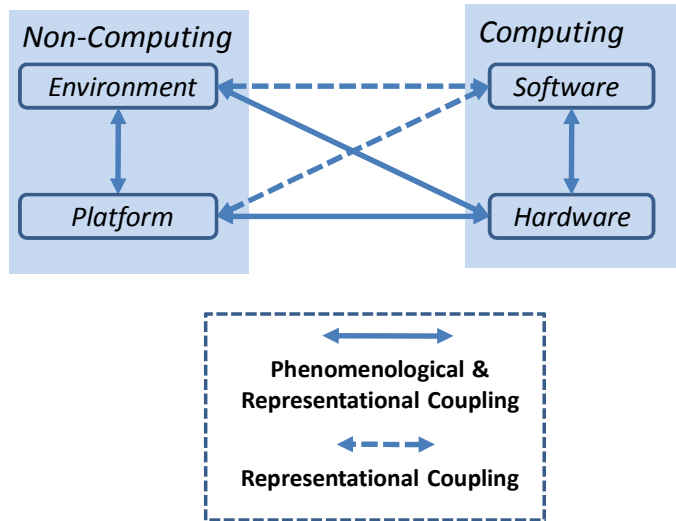 Non-Computing
Computing
Environment
Software
Platform
Hardware
Phenomenological &
Representational Coupling
Representational Coupling